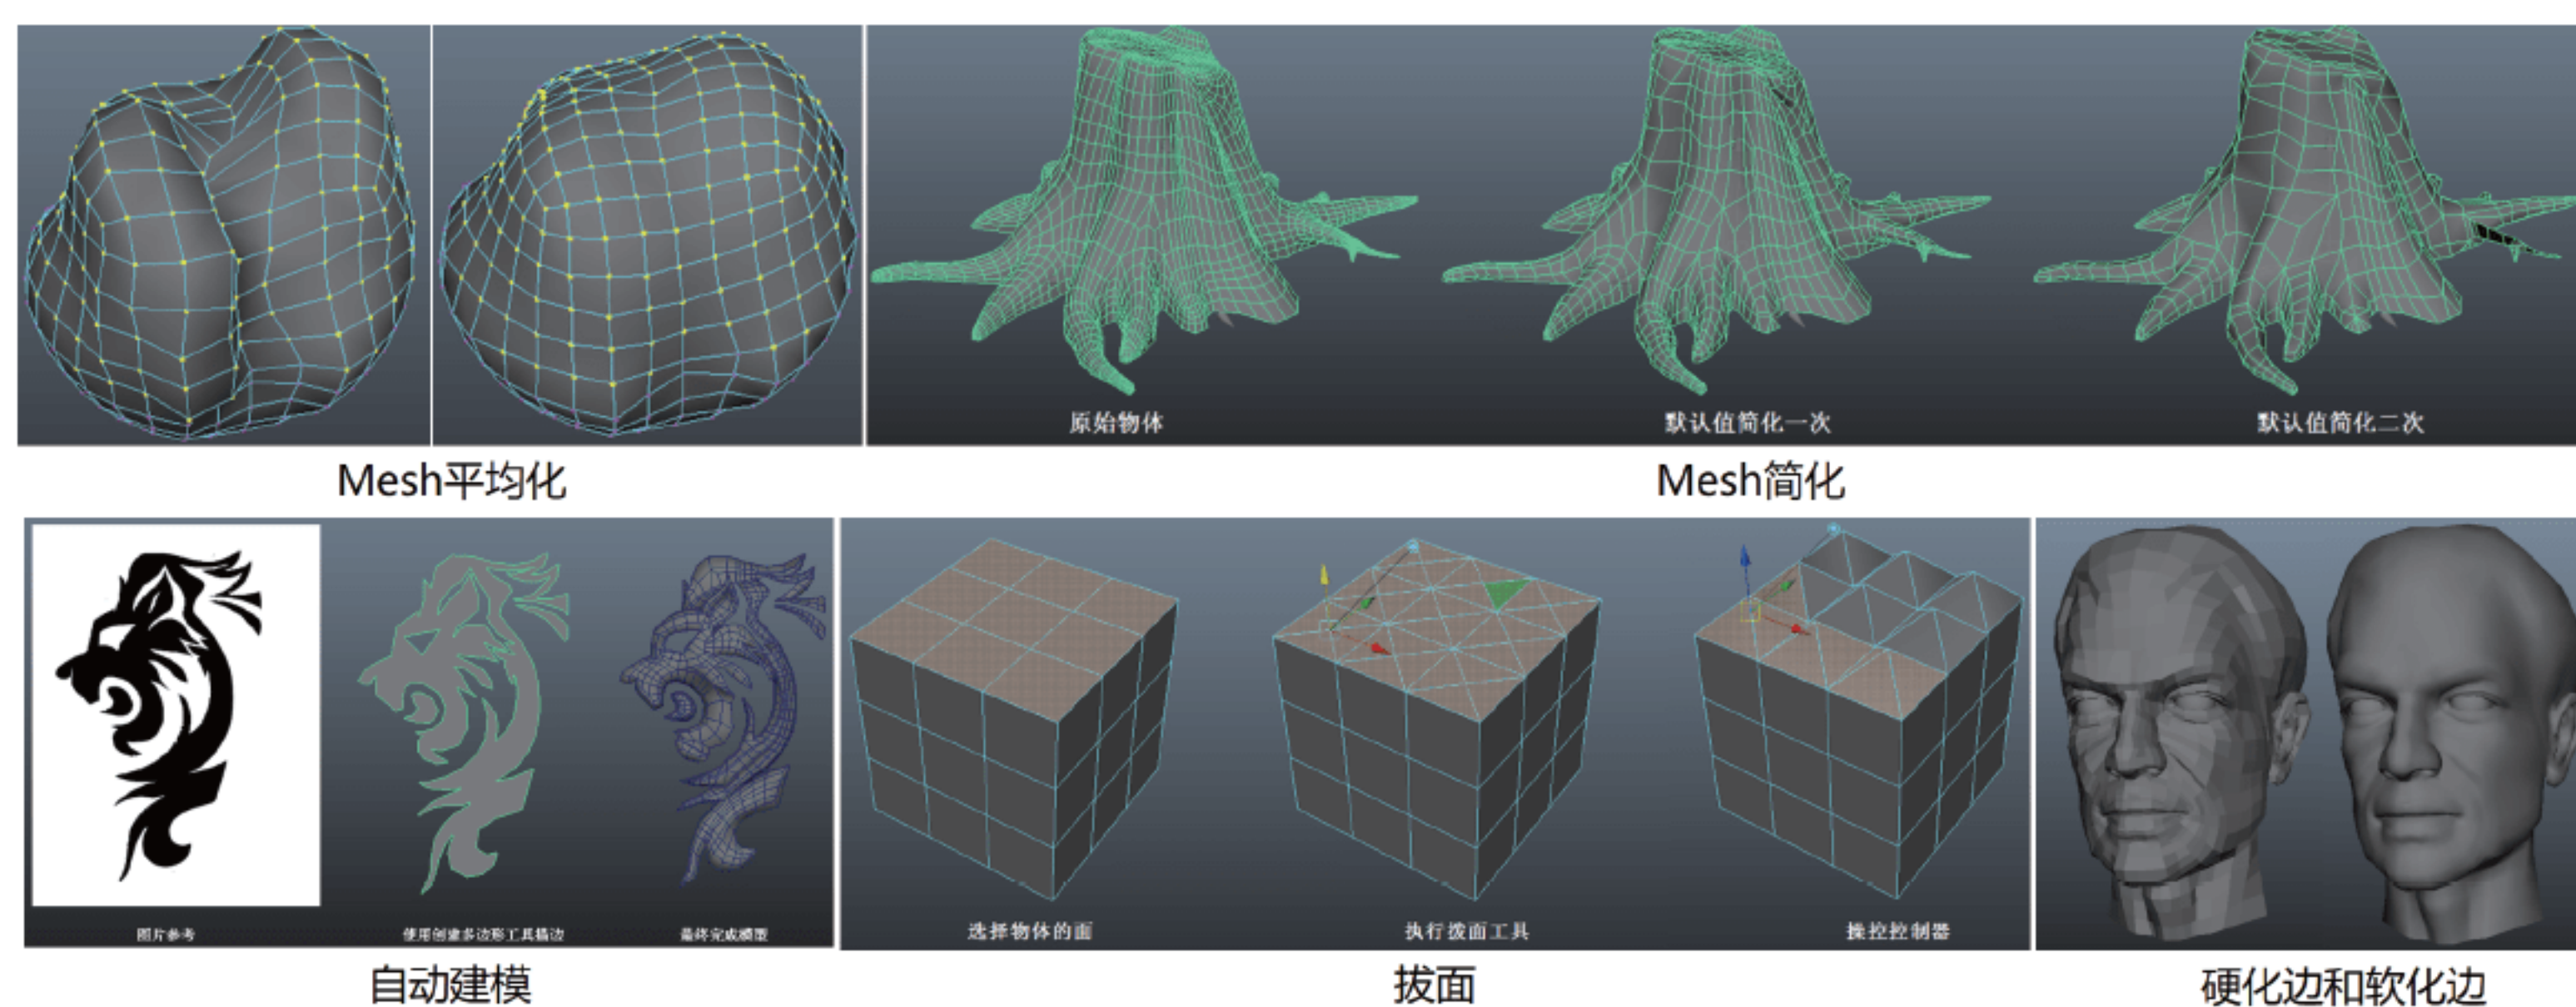 原始物体
默认值简化一次
默认值简化二次
Mesh平均化
Mesh简化
图片参考
使用创建多边形工具描边
最终完成模型
选择物体的面
执行拨面工具
操控控制器
自动建模
拔面
硬化边和软化边